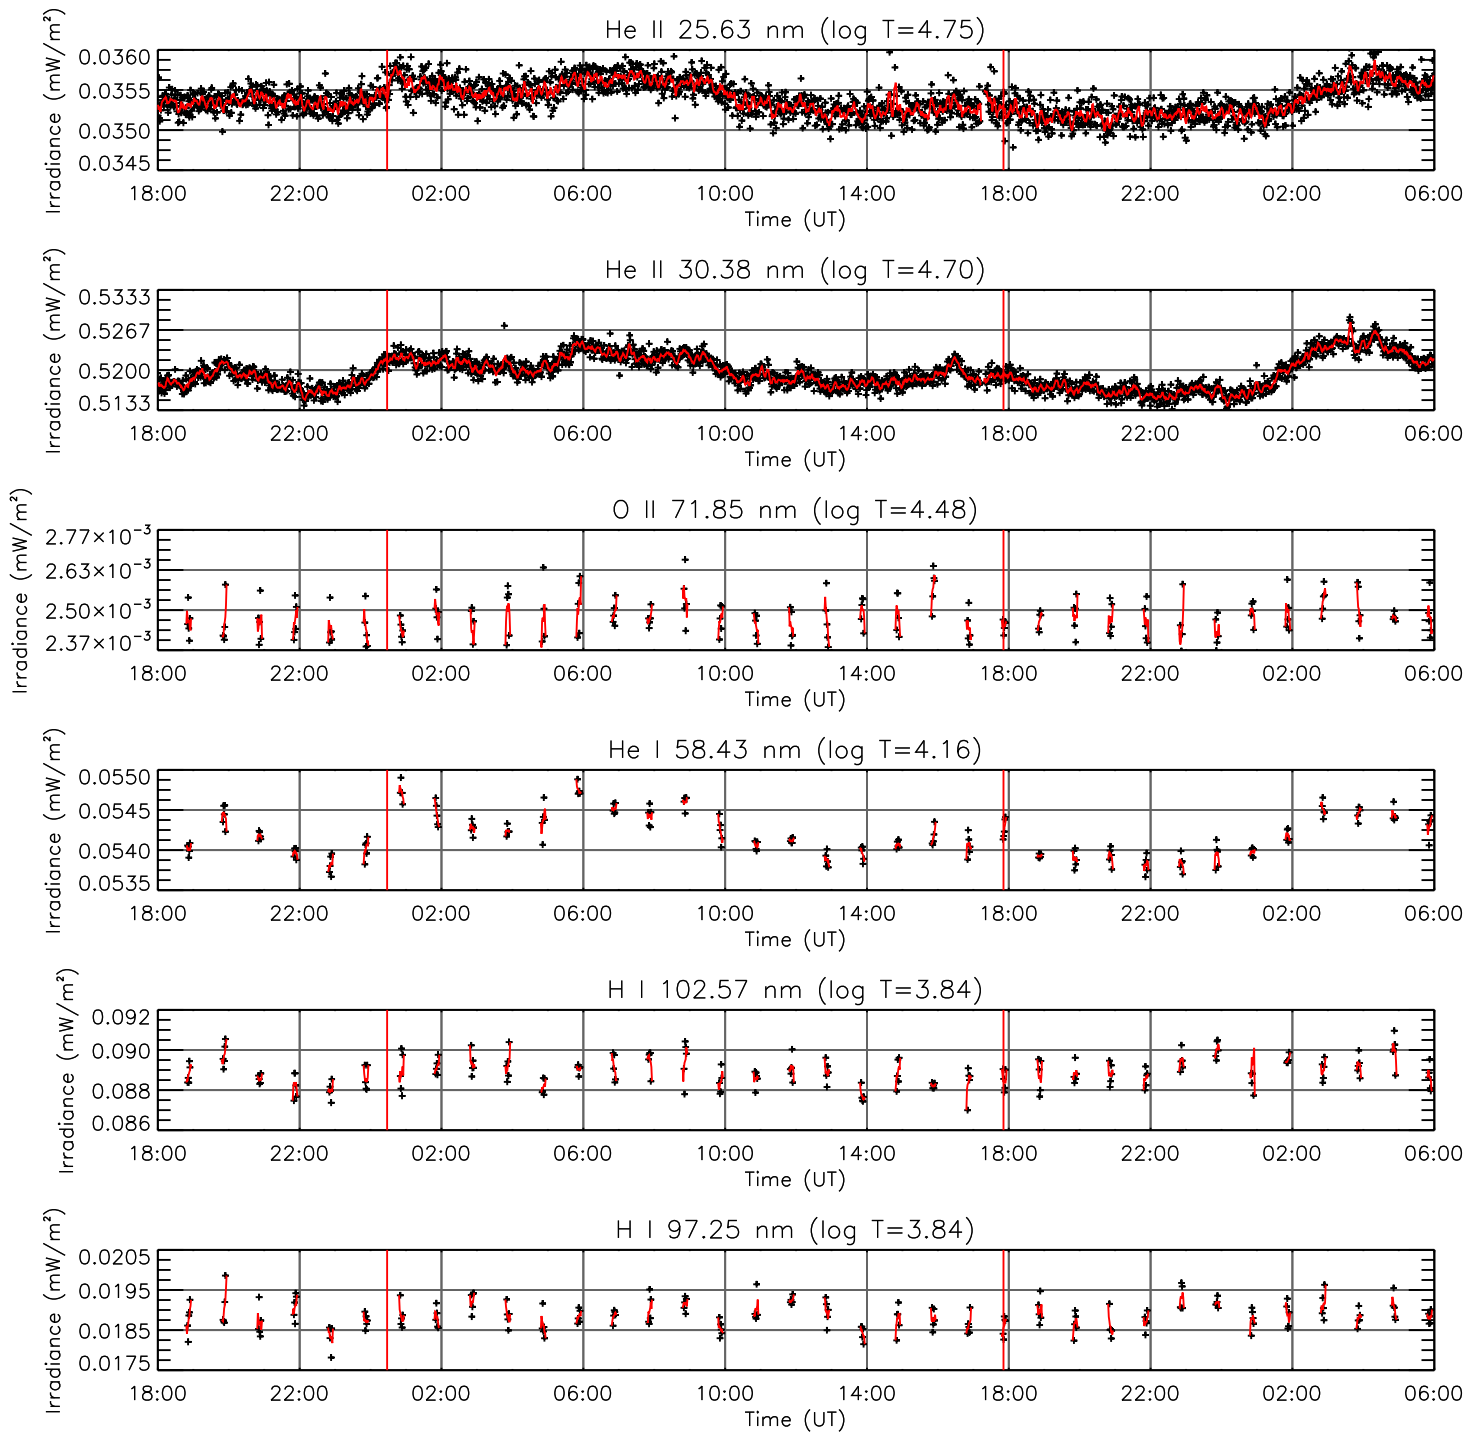 He II 25.63 nm (log T=4.75)
Irradiance (mW/m²)
0.0360
0.0355
0.0350
0.0345
18:00 22:00 02:00 06:00 10:00 14:00 18:00 22:00 02:00 06:00
Time (UT)
He II 30.38 nm (log T=4.70)
Irradiance (mW/m²)
0.5333
0.5267
0.5200
0.5133
18:00 22:00 02:00 06:00 10:00 14:00 18:00 22:00 02:00 06:00
Time (UT)
O II 71.85 nm (log T=4.48)
Irradiance (mW/m²)
2.77×10⁻³
2.63×10⁻³
2.50×10⁻³
2.37×10⁻³
18:00 22:00 02:00 06:00 10:00 14:00 18:00 22:00 02:00 06:00
Time (UT)
He I 58.43 nm (log T=4.16)
Irradiance (mW/m²)
0.0550
0.0545
0.0540
0.0535
18:00 22:00 02:00 06:00 10:00 14:00 18:00 22:00 02:00 06:00
Time (UT)
H I 102.57 nm (log T=3.84)
Irradiance (mW/m²)
0.092
0.090
0.088
0.086
18:00 22:00 02:00 06:00 10:00 14:00 18:00 22:00 02:00 06:00
Time (UT)
H I 97.25 nm (log T=3.84)
Irradiance (mW/m²)
0.0205
0.0195
0.0185
0.0175
18:00 22:00 02:00 06:00 10:00 14:00 18:00 22:00 02:00 06:00
Time (UT)